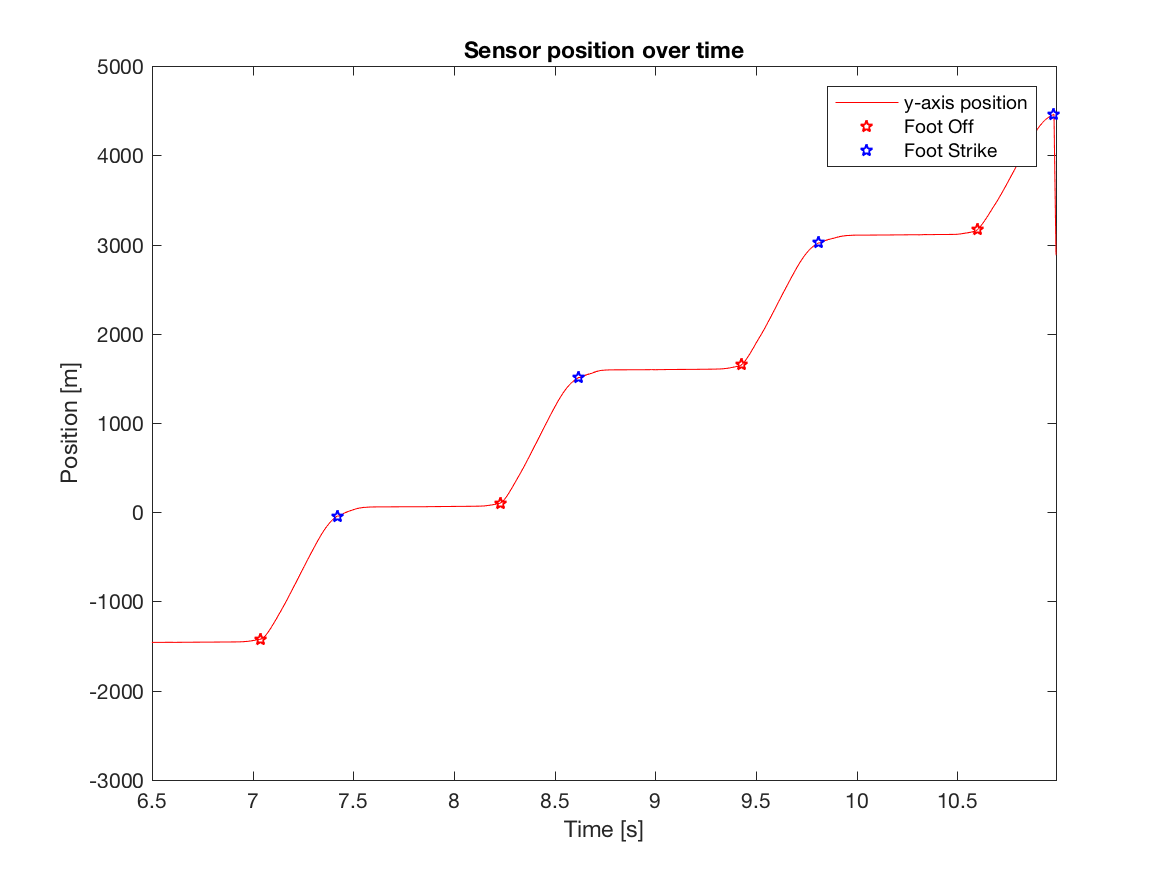 Sensor position over time
5000
4000
3000
2000
1000
0
-1000
-2000
-3000
Position [m]
y-axis position
Foot Off
Foot Strike
6.5 7 7.5 8 8.5 9 9.5 10 10.5
Time [s]